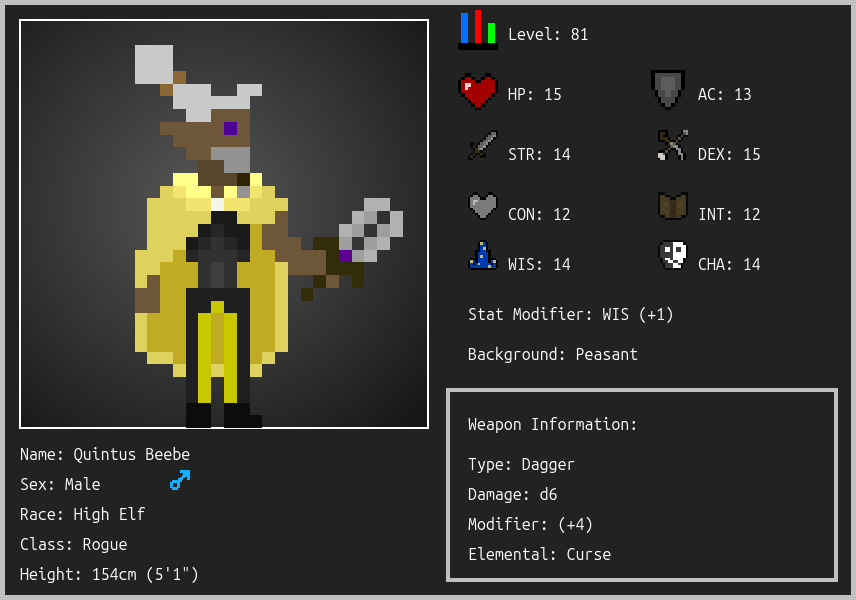 Level: 81
HP: 15
AC: 13
STR: 14
DEX: 15
CON: 12
INT: 12
WIS: 14
CHA: 14
Stat Modifier: WIS (+1)
Background: Peasant
Weapon Information:
Type: Dagger
Damage: d6
Modifier: (+4)
Elemental: Curse
Name: Quintus Beebe
Sex: Male
Race: High Elf
Class: Rogue
Height: 154cm (5'1")